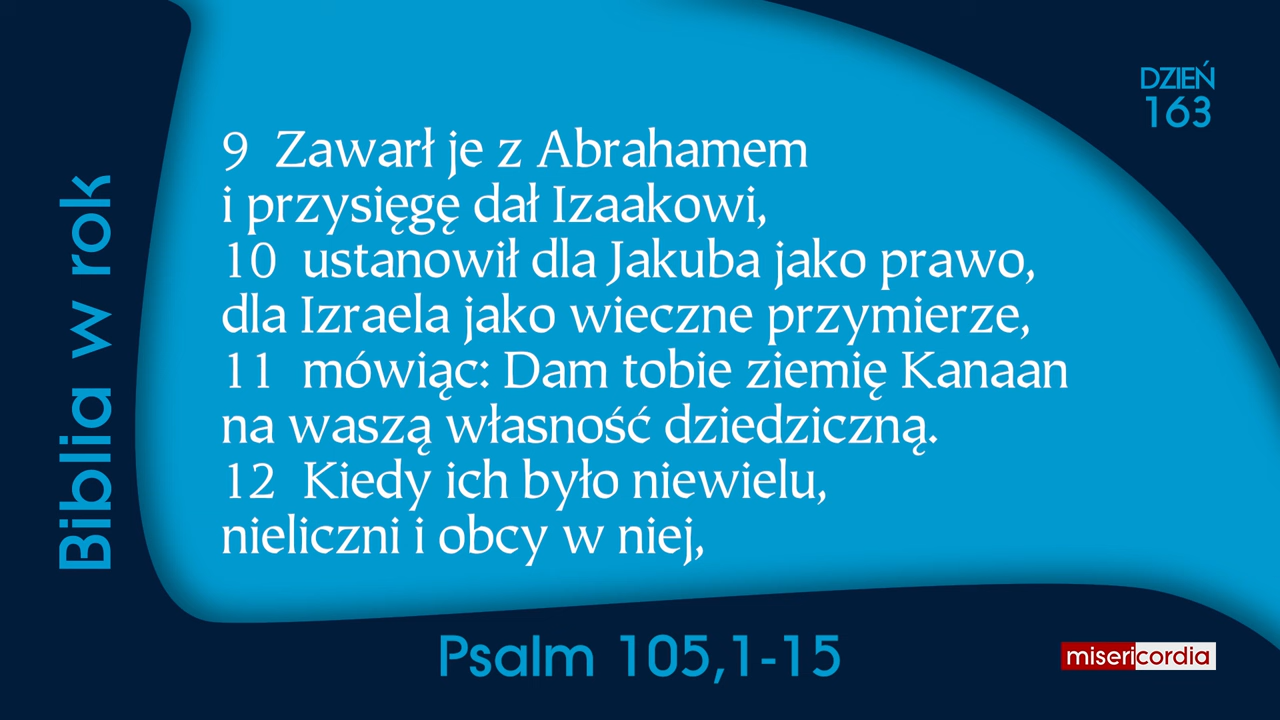 DZIEŃ
163
9 Zawarł je z Abrahamem
i przysięgę dał Izaakowi,
10 ustanowił dla Jakuba jako prawo,
dla Izraela jako wieczne przymierze,
11 mówiąc: Dam tobie ziemię Kanaan
na waszą własność dziedziczną.
12 Kiedy ich było niewielu,
nieliczni i obcy w niej,
Biblia w rok
Psalm 105,1-15
misericordia